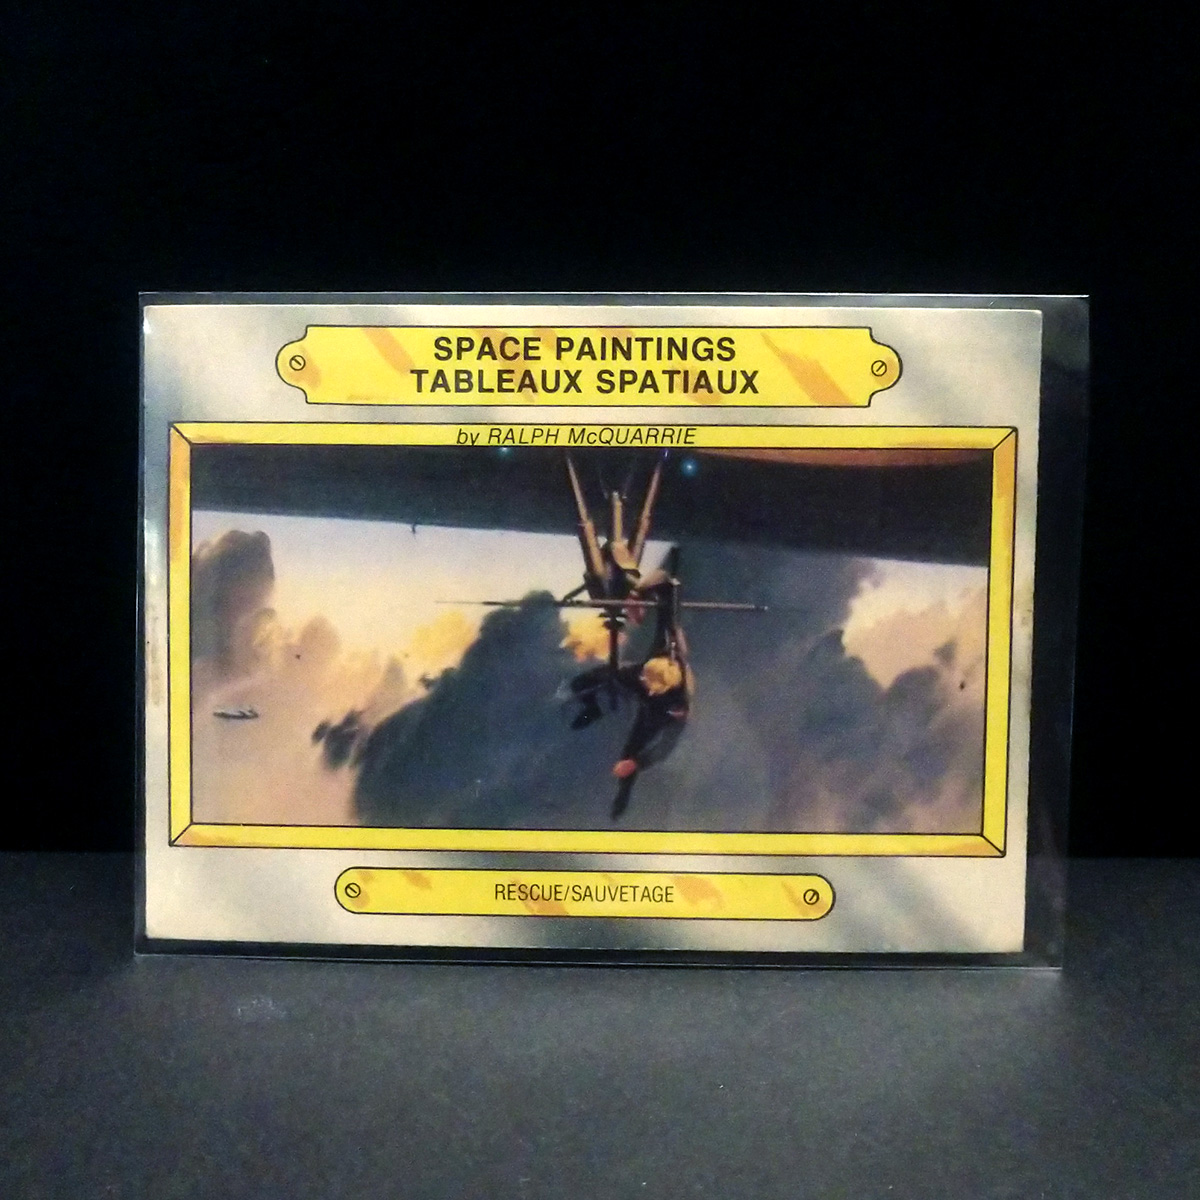 SPACE PAINTINGS
TABLEAUX SPATIAUX
by RALPH McQUARRIE
RESCUE/SAUVETAGE